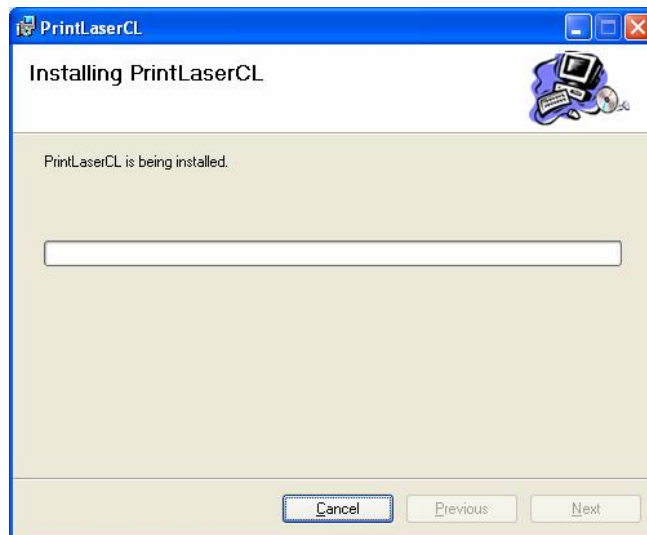 PrintLaserCL
Installing PrintLaserCL
PrintLaserCL is being installed.
Cancel Previous Next